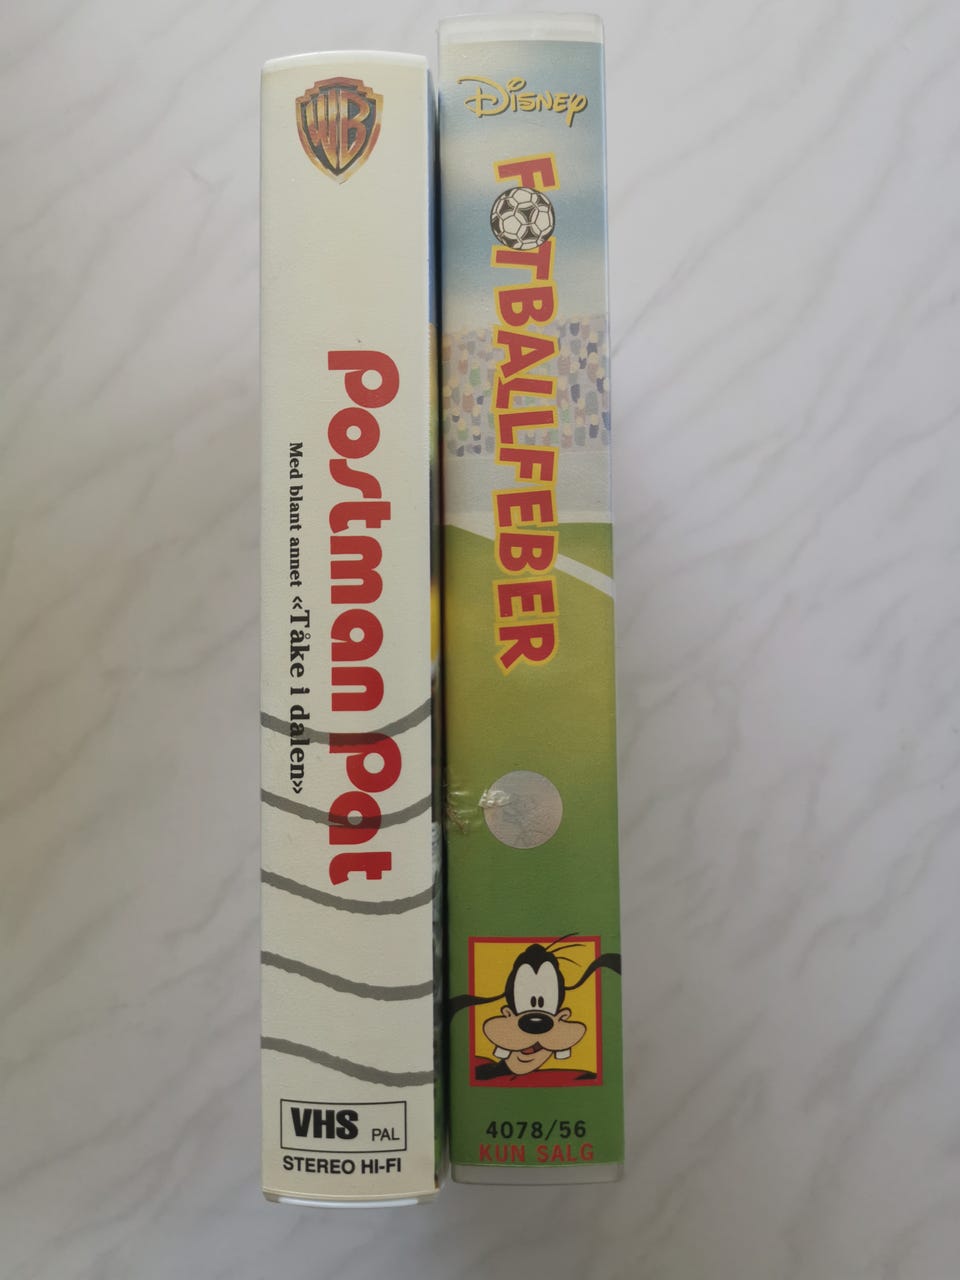 WB
Postman Pat
Med blant annet «Tåke i dalen»
VHS PAL
STEREO HI-FI
Disney
FOTBALLFEBER
4078/56
KUN SALG